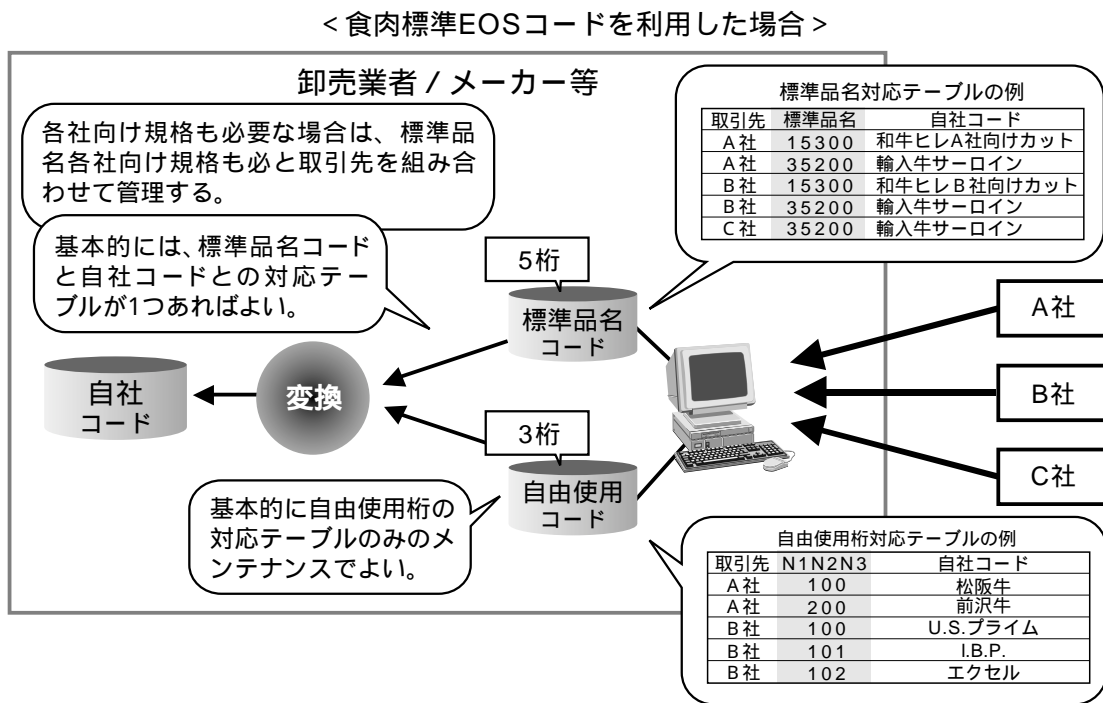 ＜食肉標準EOSコードを利用した場合＞
卸売業者 / メーカー等
各社向け規格も必要な場合は、標準品
名各社向け規格も必と取引先を組み合
わせて管理する。
基本的には、標準品名コード
と自社コードとの対応テー
ブルが1つあればよい。
標準品名対応テーブルの例
取引先 標準品名 自社コード
A社 15300 和牛ヒレA社向けカット
A社 35200 輸入牛サーロイン
B社 15300 和牛ヒレB社向けカット
B社 35200 輸入牛サーロイン
C社 35200 輸入牛サーロイン
5桁
標準品名
コード
自社
コード
変換
3桁
自由使用
コード
A社
B社
C社
基本的に自由使用桁の
対応テーブルのみのメ
ンテナンスでよい。
自由使用桁対応テーブルの例
取引先 N1N2N3 自社コード
A社 100 松阪牛
A社 200 前沢牛
B社 100 U.S.プライム
B社 101 I.B.P.
B社 102 エクセル